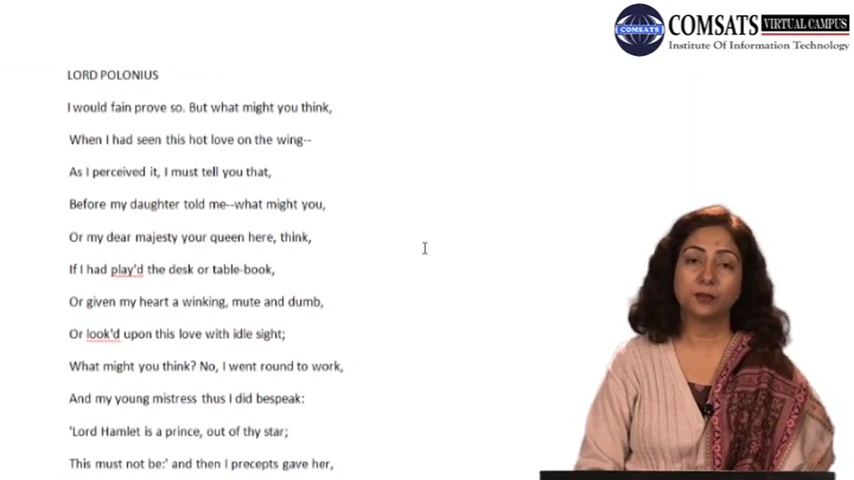 COMSATS VIRTUAL CAMPUS
COMSATS
Institute Of Information Technology
LORD POLONIUS
I would fain prove so. But what might you think,
When I had seen this hot love on the wing--
As I perceived it, I must tell you that,
Before my daughter told me--what might you,
Or my dear majesty your queen here, think,
If I had play'd the desk or table-book,
Or given my heart a winking, mute and dumb,
Or look'd upon this love with idle sight;
What might you think? No, I went round to work,
And my young mistress thus I did bespeak:
'Lord Hamlet is a prince, out of thy star;
This must not be:' and then I precepts gave her,